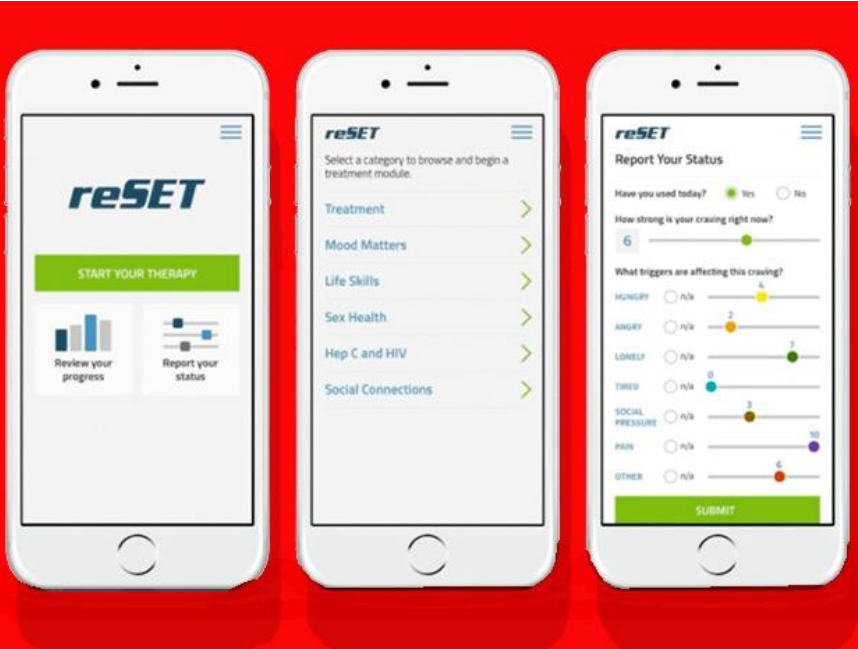 reSET
START YOUR THERAPY
Review your
progress
Report your
status
reSET
Select a category to browse and begin a
treatment module.
Treatment
Mood Matters
Life Skills
Sex Health
Hep C and HIV
Social Connections
reSET
Report Your Status
Have you used today? Yes No
How strong is your craving right now?
6
What triggers are affecting this craving?
4
HUNGRY n/a
2
ANGRY n/a
7
LONELY n/a
0
TIRED n/a
3
SOCIAL
PRESSURE n/a
10
PAIN n/a
6
OTHER n/a
SUBMIT